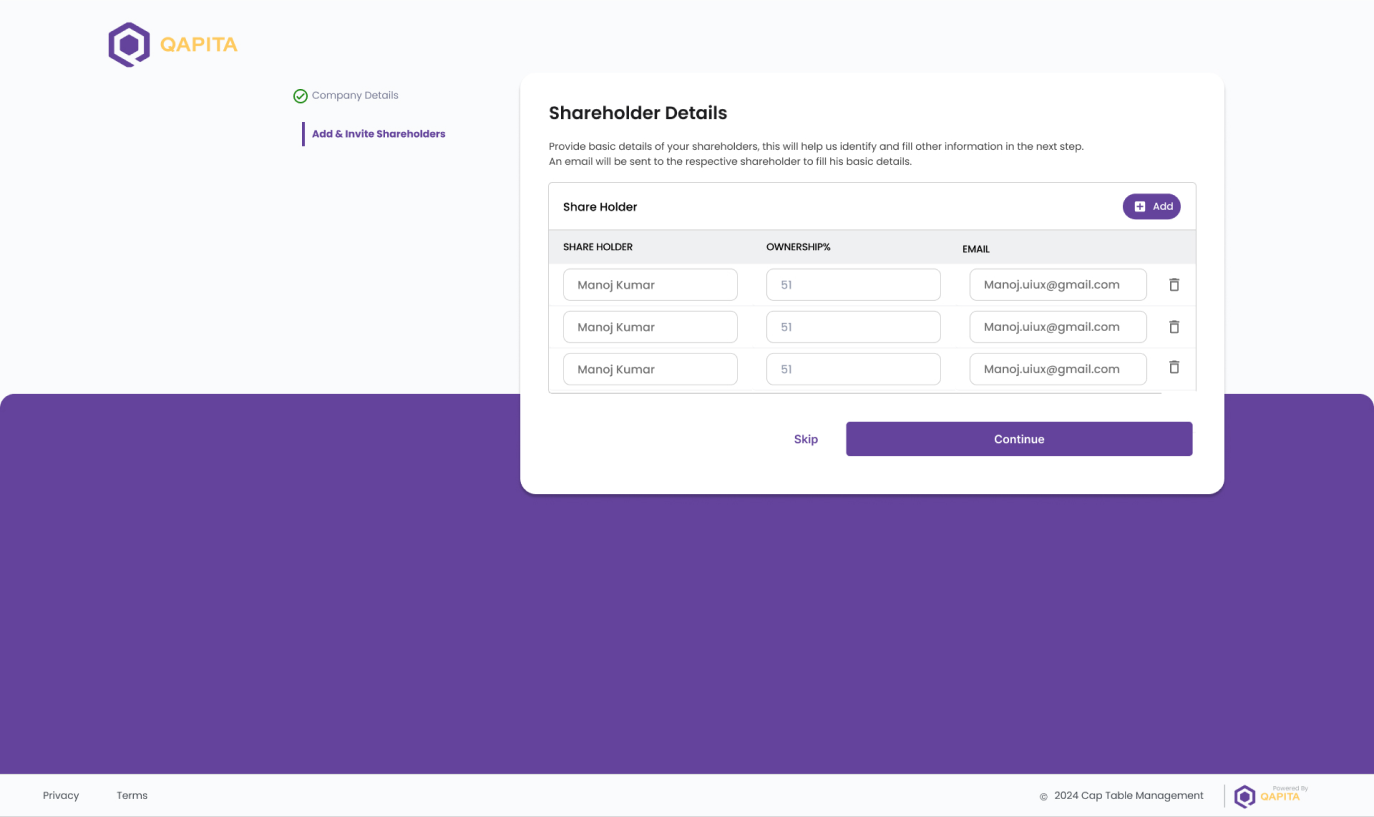 QAPITA
Company Details
Add & Invite Shareholders
Shareholder Details
Provide basic details of your shareholders, this will help us identify and fill other information in the next step.
An email will be sent to the respective shareholder to fill his basic details.
Share Holder
Add
SHARE HOLDER OWNERSHIP% EMAIL
Manoj Kumar 51 Manoj.uiux@gmail.com
Manoj Kumar 51 Manoj.uiux@gmail.com
Manoj Kumar 51 Manoj.uiux@gmail.com
Skip Continue
Privacy Terms
© 2024 Cap Table Management
Powered By
QAPITA